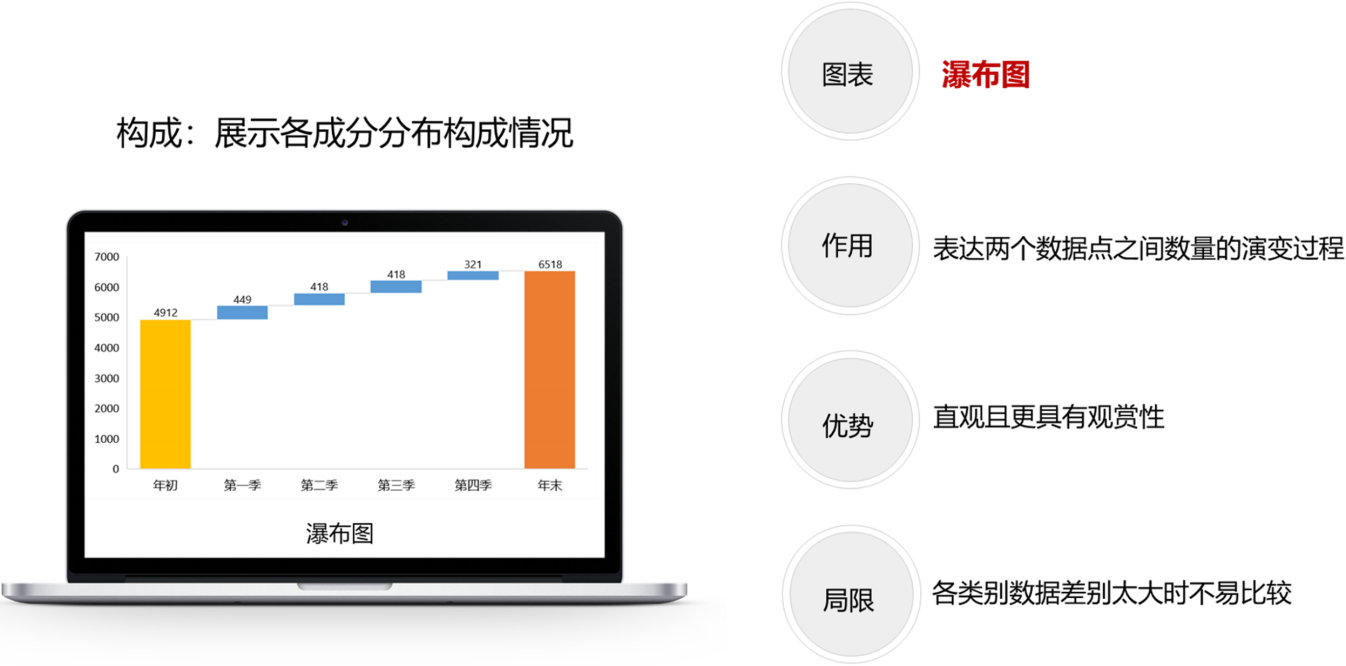 构成：展示各成分分布构成情况
7000
6000
5000
4000
3000
2000
1000
0
4912
449
418
418
321
6518
年初
第一季
第二季
第三季
第四季
年末
瀑布图
图表
瀑布图
作用
表达两个数据点之间数量的演变过程
优势
直观且更具有观赏性
局限
各类别数据差别太大时不易比较